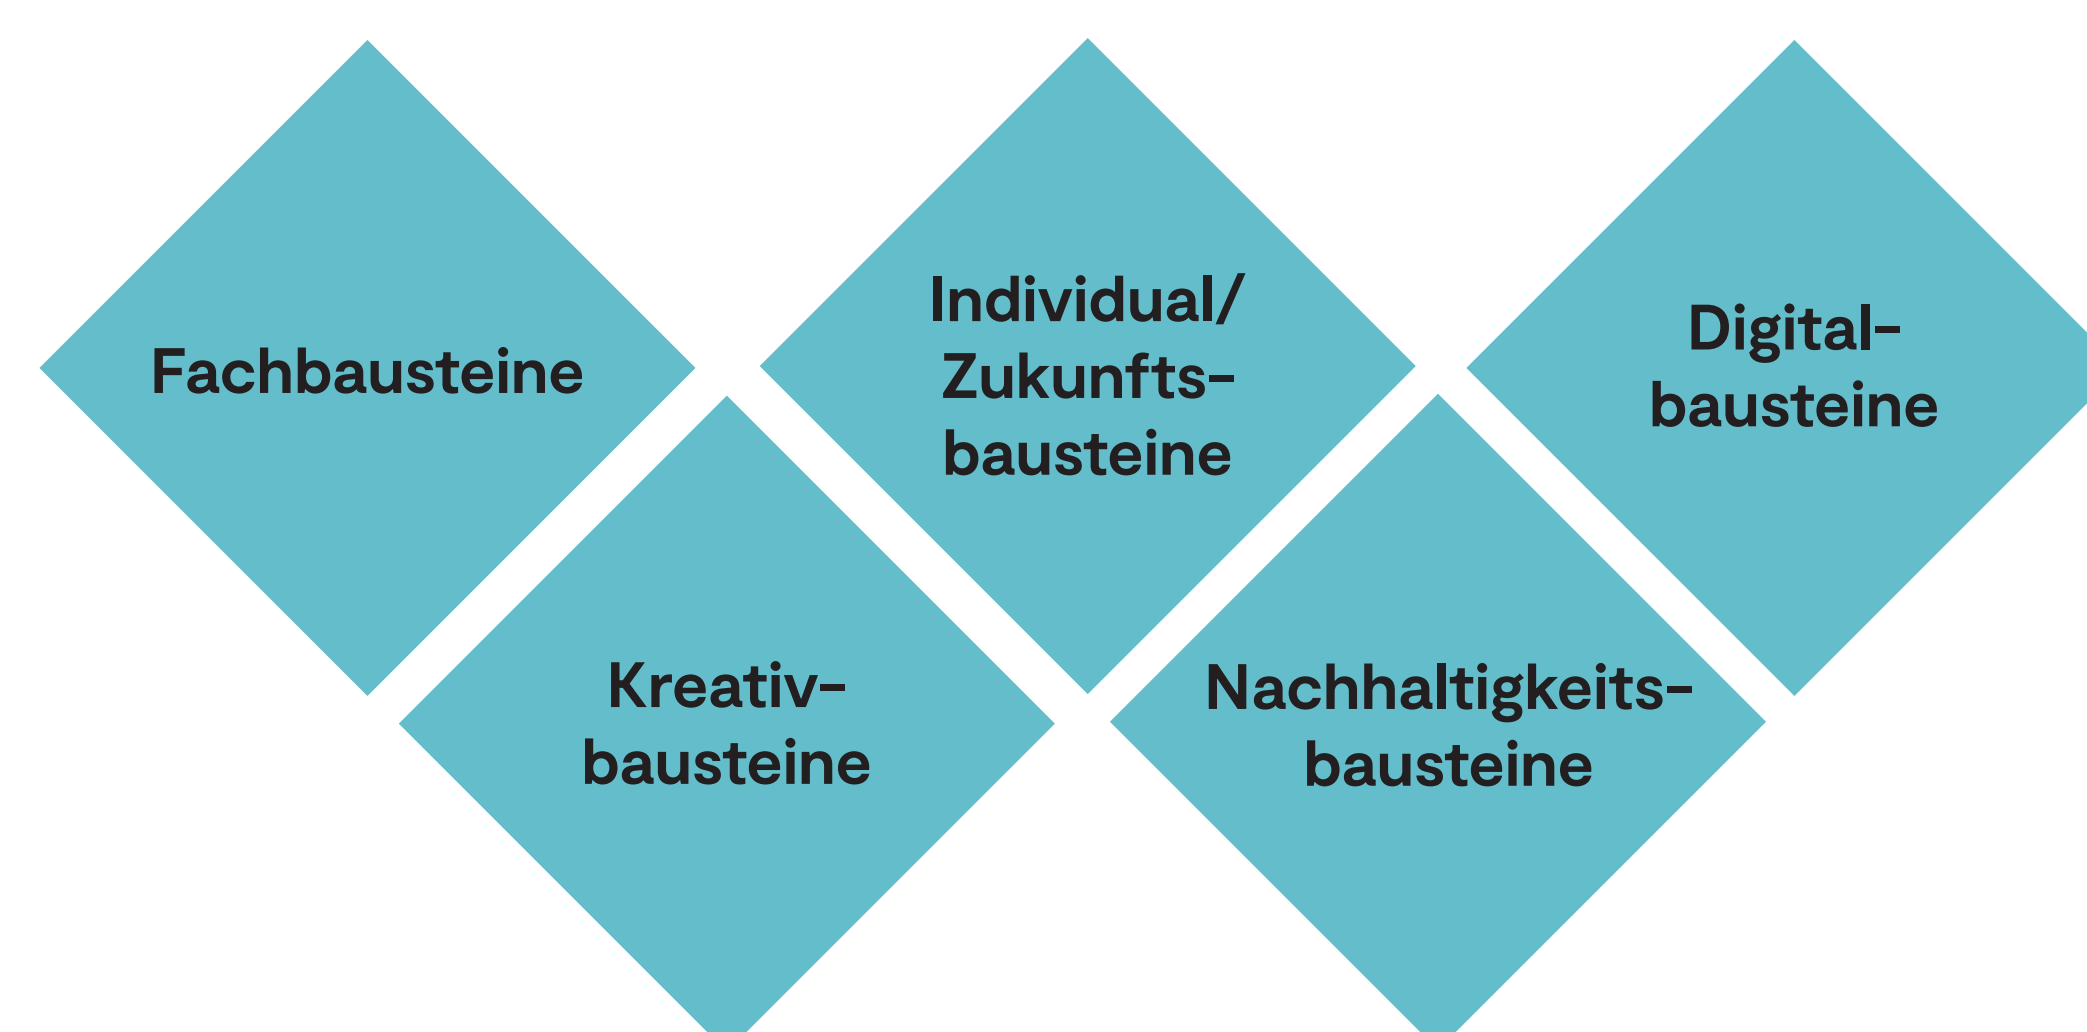 Fachbausteine
Individual/
Zukunfts-
bausteine
Digital-
bausteine
Kreativ-
bausteine
Nachhaltigkeits-
bausteine